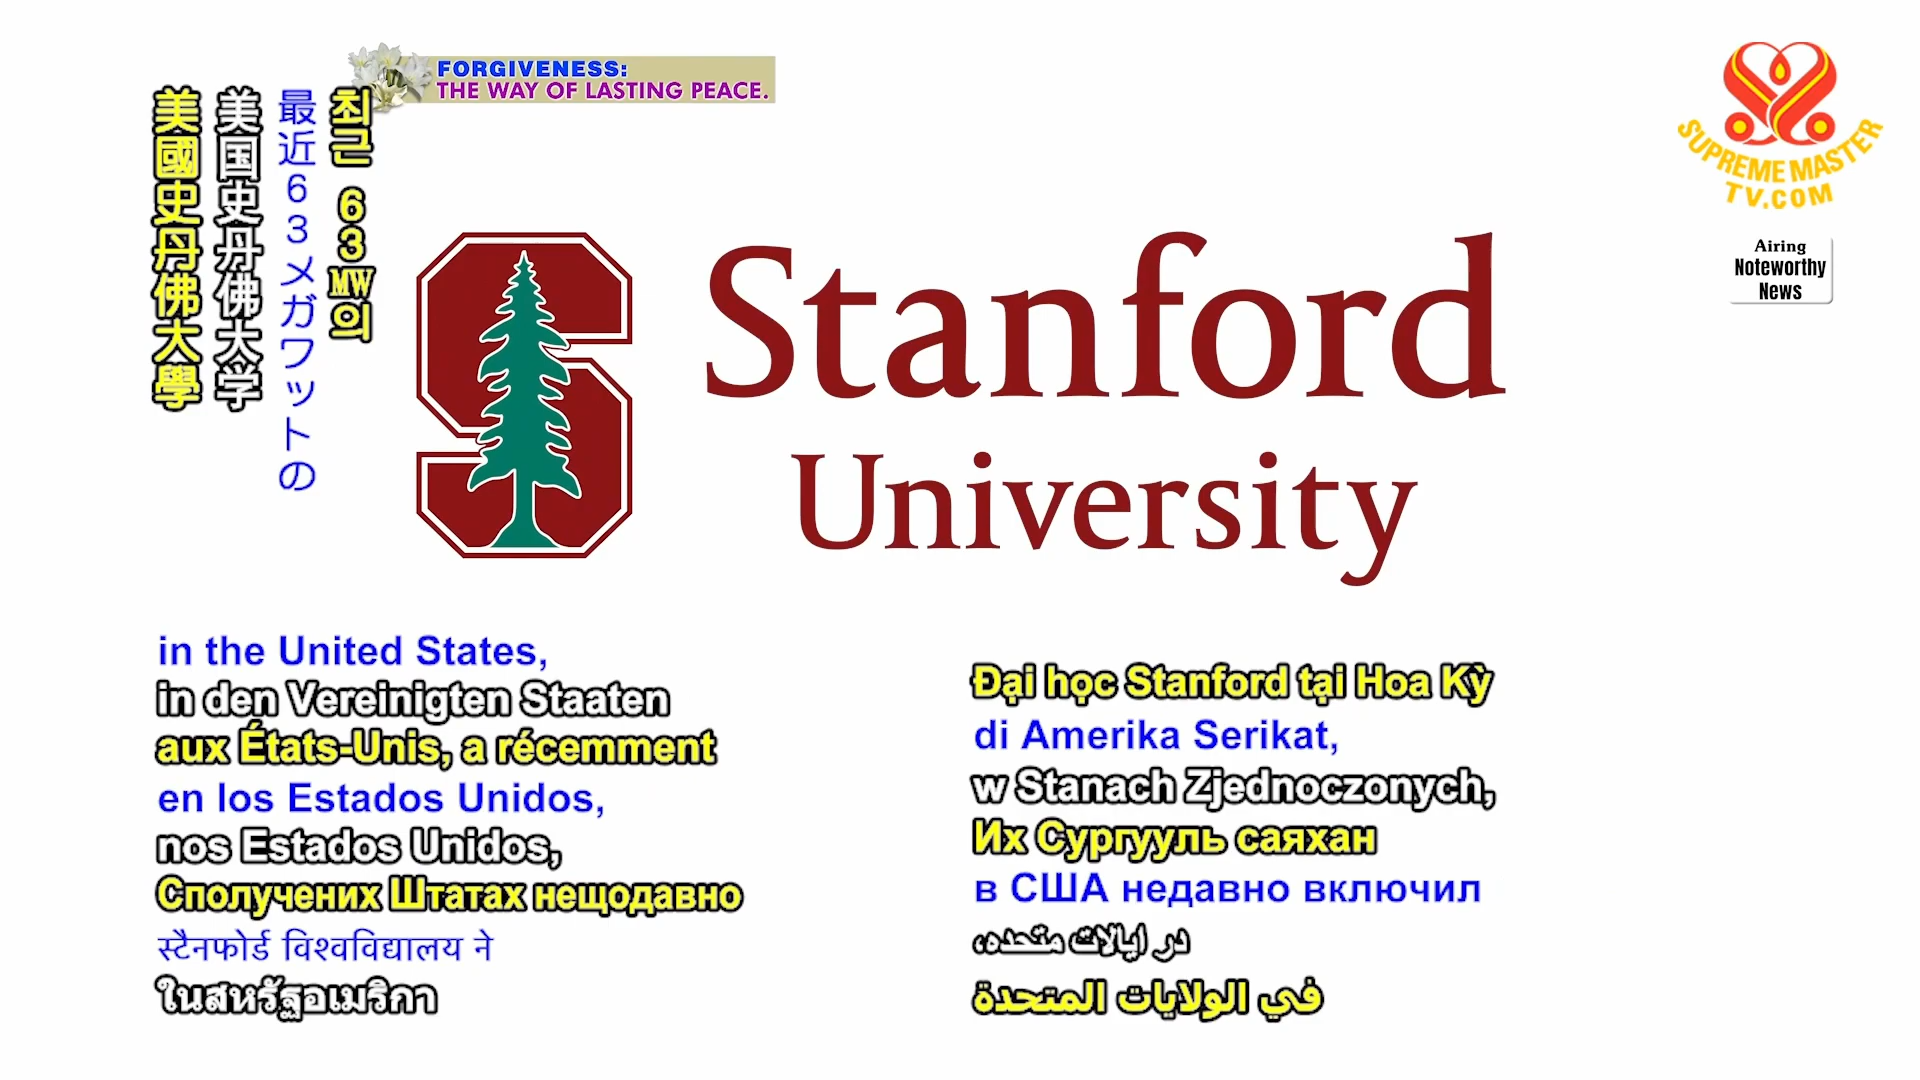 FORGIVENESS:
THE WAY OF LASTING PEACE.
SUPREME MASTER
TV.COM
Airing
Noteworthy
News
美國史丹佛大學
美国史丹佛大学
最近63メガワットの
최근 63㎿의
Stanford
University
in the United States,
in den Vereinigten Staaten
aux États-Unis, a récemment
en los Estados Unidos,
nos Estados Unidos,
Сполучених Штатах нещодавно
स्टैनफोर्ड विश्वविद्यालय ने
ในสหรัฐอเมริกา
Đại học Stanford tại Hoa Kỳ
di Amerika Serikat,
w Stanach Zjednoczonych,
Их Сургууль саяхан
в США недавно включил
در ایالات متحده،
في الولايات المتحدة